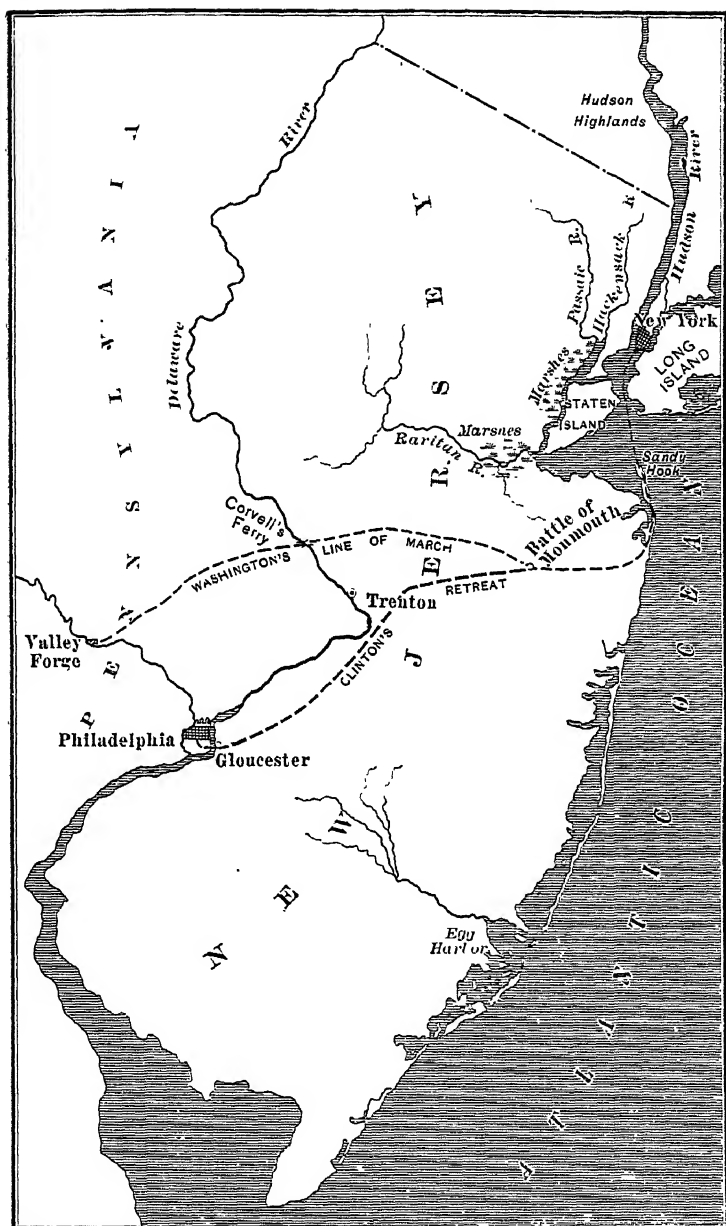 Hudson
Highlands
River
Hudson
River
PENNSYLVANIA
Delaware
Passaic R.
Hackensack R
New York
LONG
ISLAND
Marshes
STATEN
ISLAND
Marsnes
Raritan R.
Sandy
Hook
Corvell's
Ferry
WASHINGTON'S LINE OF MARCH
Battle of
Monmouth
Trenton
CLINTON'S RETREAT
Valley
Forge
Philadelphia
Gloucester
NEW JERSEY
Egg
Harbor
ATLANTIC OCEAN